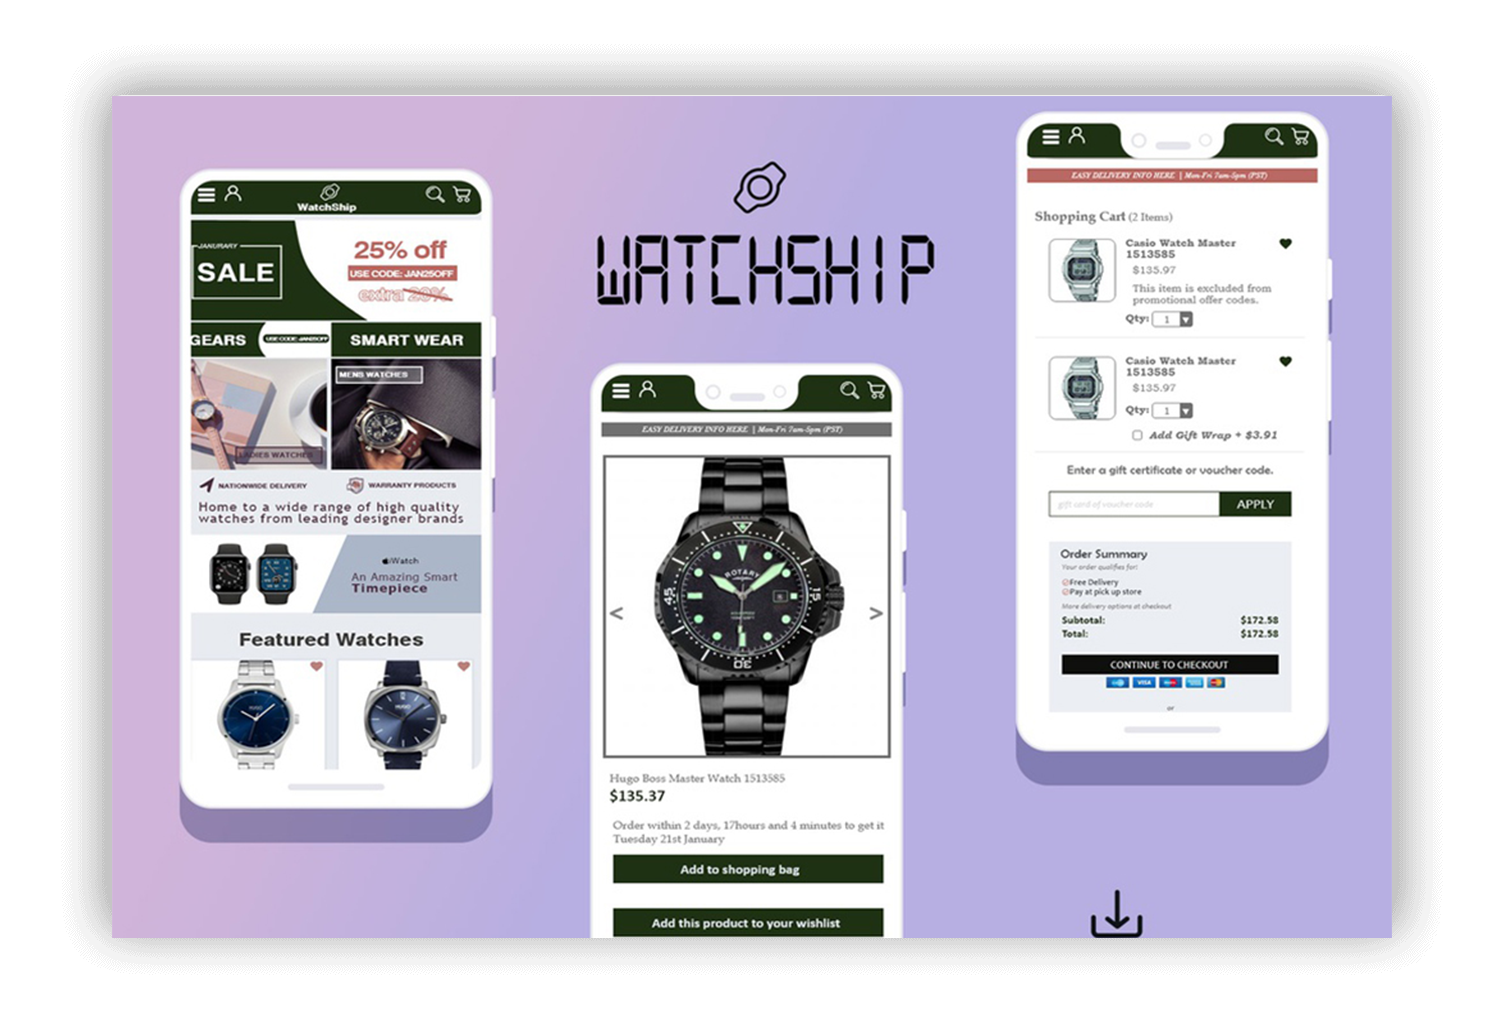 WatchShip
JANURARY
SALE
25% off
USE CODE: JAN25OFF
extra 20%
GEARS
USE CODE: JAN25OFF
SMART WEAR
MENS WATCHES
LADIES WATCHES
NATIONWIDE DELIVERY
WARRANTY PRODUCTS
Home to a wide range of high quality
watches from leading designer brands
iWatch
An Amazing Smart
Timepiece
Featured Watches
HUGO
HUGO
WATCHSHIP
EASY DELIVERY INFO HERE | Mon-Fri 7am-5pm (PST)
ROTARY
45
15
30
<
>
Hugo Boss Master Watch 1513585
$135.37
Order within 2 days, 17hours and 4 minutes to get it
Tuesday 21st January
Add to shopping bag
Add this product to your wishlist
EASY DELIVERY INFO HERE | Mon-Fri 7am-5pm (PST)
Shopping Cart (2 Items)
Casio Watch Master
1513585
$135.97
This item is excluded from
promotional offer codes.
Qty: 1
Casio Watch Master
1513585
$135.97
Qty: 1
Add Gift Wrap + $3.91
Enter a gift certificate or voucher code.
gift card of voucher code
APPLY
Order Summary
Your order qualifies for:
Free Delivery
Pay at pick up store
More delivery options at checkout
Subtotal: $172.58
Total: $172.58
CONTINUE TO CHECKOUT
VISA
or